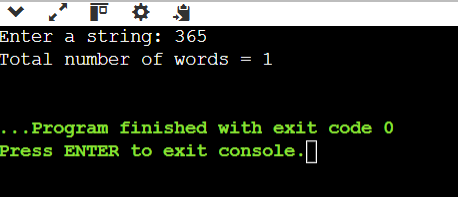 Enter a string: 365
Total number of words = 1
...Program finished with exit code 0
Press ENTER to exit console.